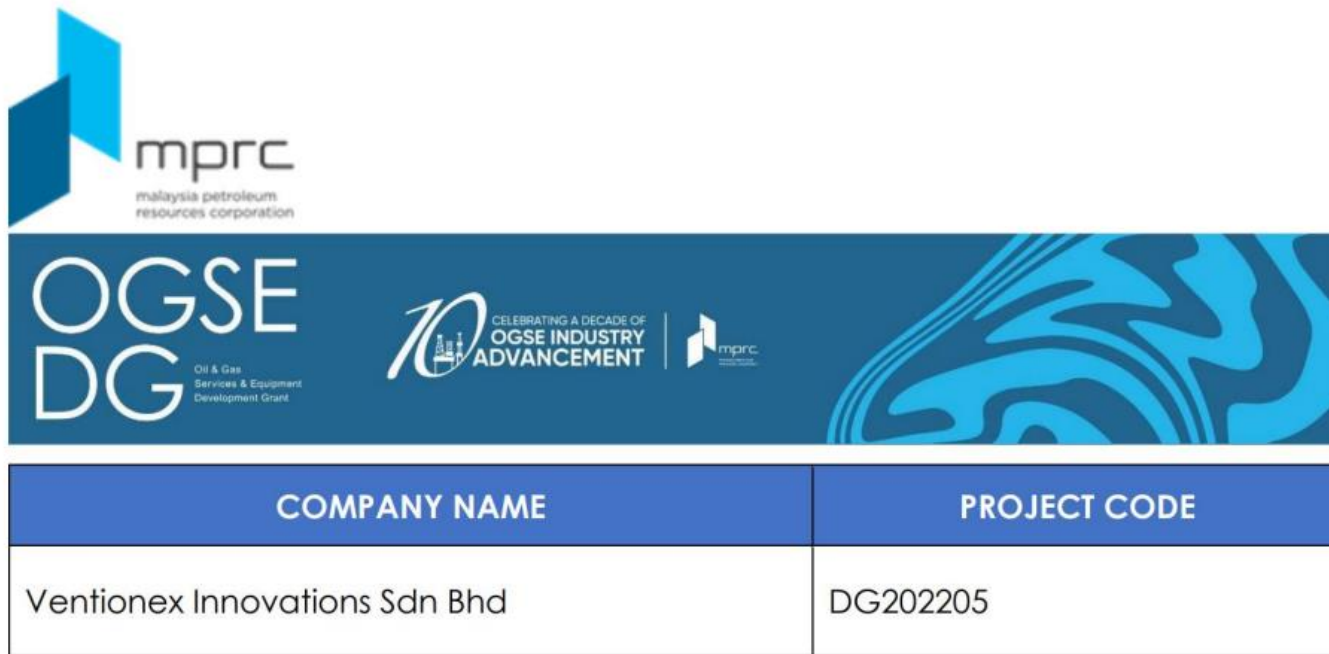 mprc
malaysia petroleum
resources corporation
OGSE
DG
Oil & Gas
Services & Equipment
Development Grant
10
CELEBRATING A DECADE OF
OGSE INDUSTRY
ADVANCEMENT
mprc
COMPANY NAME
PROJECT CODE
Ventionex Innovations Sdn Bhd
DG202205